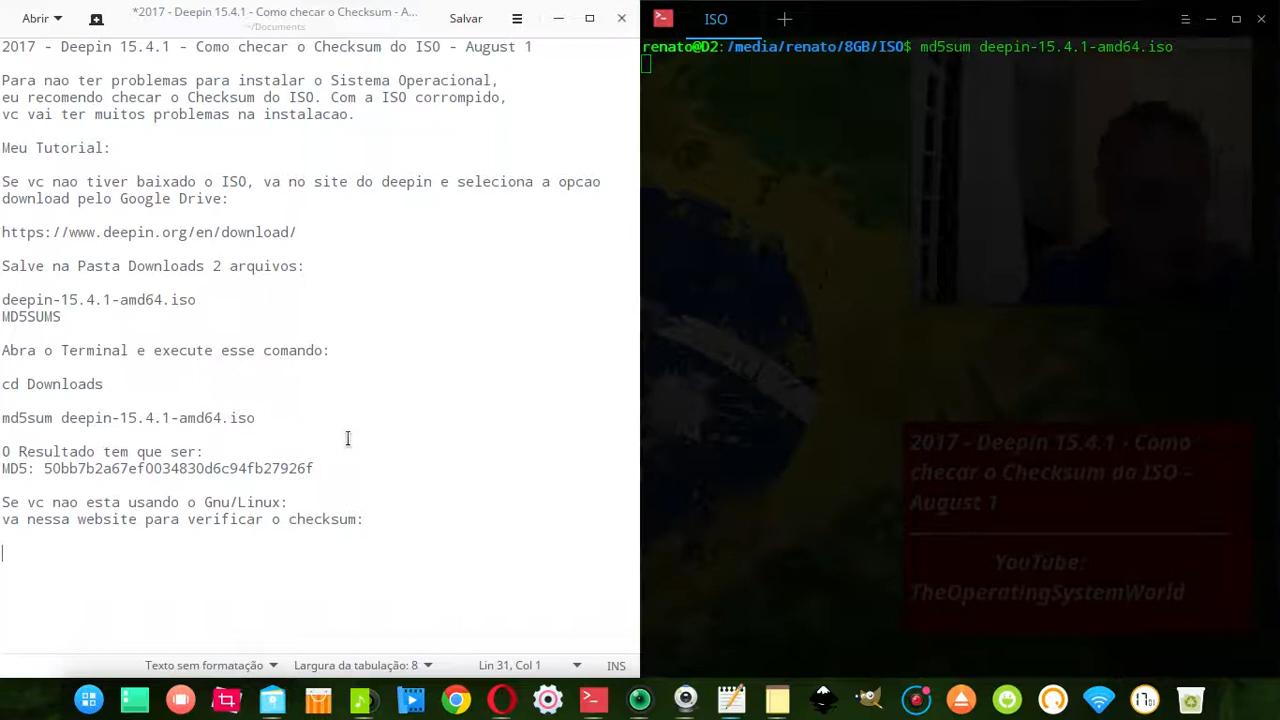 Abrir
*2017 - Deepin 15.4.1 - Como checar o Checksum - A...
~/Documents
Salvar
2017 - Deepin 15.4.1 - Como checar o Checksum do ISO - August 1
Para nao ter problemas para instalar o Sistema Operacional,
eu recomendo checar o Checksum do ISO. Com a ISO corrompido,
vc vai ter muitos problemas na instalacao.
Meu Tutorial:
Se vc nao tiver baixado o ISO, va no site do deepin e seleciona a opcao
download pelo Google Drive:
https://www.deepin.org/en/download/
Salve na Pasta Downloads 2 arquivos:
deepin-15.4.1-amd64.iso
MD5SUMS
Abra o Terminal e execute esse comando:
cd Downloads
md5sum deepin-15.4.1-amd64.iso
O Resultado tem que ser:
MD5: 50bb7b2a67ef0034830d6c94fb27926f
Se vc nao esta usando o Gnu/Linux:
va nessa website para verificar o checksum:
Texto sem formatação
Largura da tabulação: 8
Lin 31, Col 1
INS
ISO
renato@D2:/media/renato/8GB/ISO$ md5sum deepin-15.4.1-amd64.iso
2017 - Deepin 15.4.1 - Como
checar o Checksum do ISO -
August 1
YouTube:
TheOperatingSystemWorld